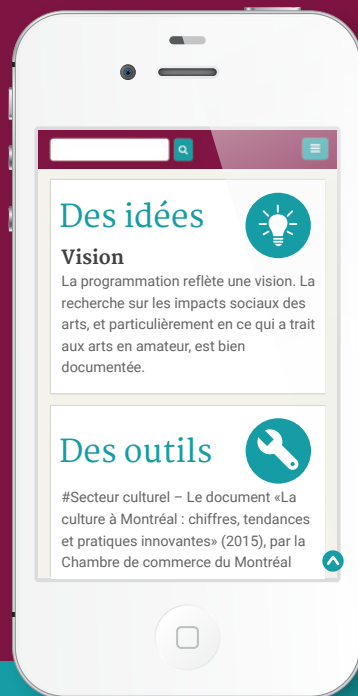 Des idées
Vision
La programmation reflète une vision. La
recherche sur les impacts sociaux des
arts, et particulièrement en ce qui a trait
aux arts en amateur, est bien
documentée.
Des outils
#Secteur culturel – Le document «La
culture à Montréal : chiffres, tendances
et pratiques innovantes» (2015), par la
Chambre de commerce du Montréal